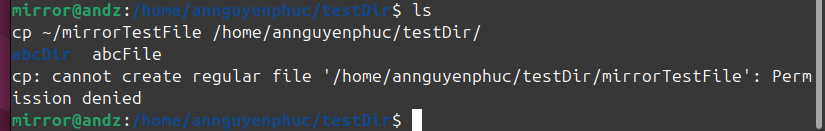 mirror@andz:/home/annguyenphuc/testDir$ ls
cp ~/mirrorTestFile /home/annguyenphuc/testDir/
abcDir  abcFile
cp: cannot create regular file '/home/annguyenphuc/testDir/mirrorTestFile': Perm
ission denied
mirror@andz:/home/annguyenphuc/testDir$